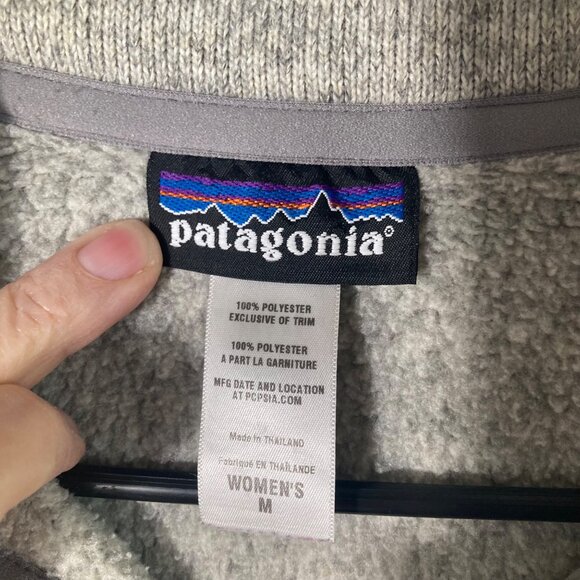 patagonia®
100% POLYESTER
EXCLUSIVE OF TRIM
100% POLYESTER
A PART LA GARNITURE
MFG DATE AND LOCATION
AT PCPSIA.COM
Made in THAILAND
Fabriqué EN THAÏLANDE
WOMEN'S
M